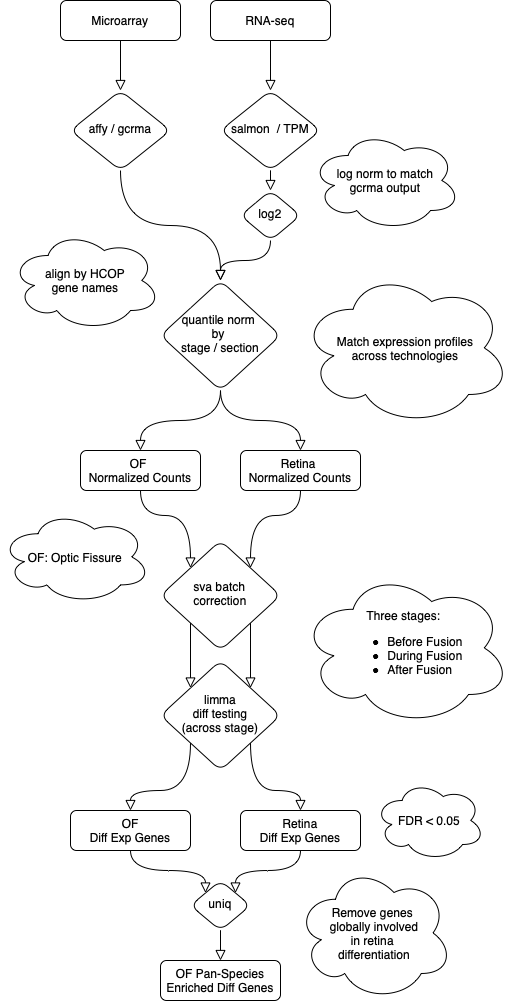 Microarray
RNA-seq
affy / gcrma
salmon / TPM
log norm to match
gcrma output
log2
align by HCOP
gene names
quantile norm
by
stage / section
Match expression profiles
across technologies
OF
Normalized Counts
Retina
Normalized Counts
OF: Optic Fissure
sva batch
correction
Three stages:
• Before Fusion
• During Fusion
• After Fusion
limma
diff testing
(across stage)
OF
Diff Exp Genes
Retina
Diff Exp Genes
FDR < 0.05
uniq
Remove genes
globally involved
in retina
differentiation
OF Pan-Species
Enriched Diff Genes